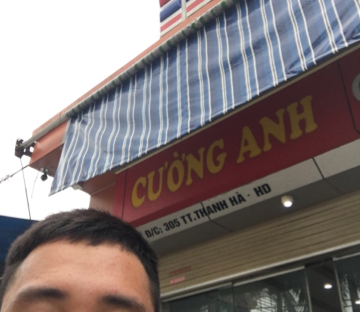 CƯỜNG ANH
Đ/C: 305 TT.THANH HÀ - HD